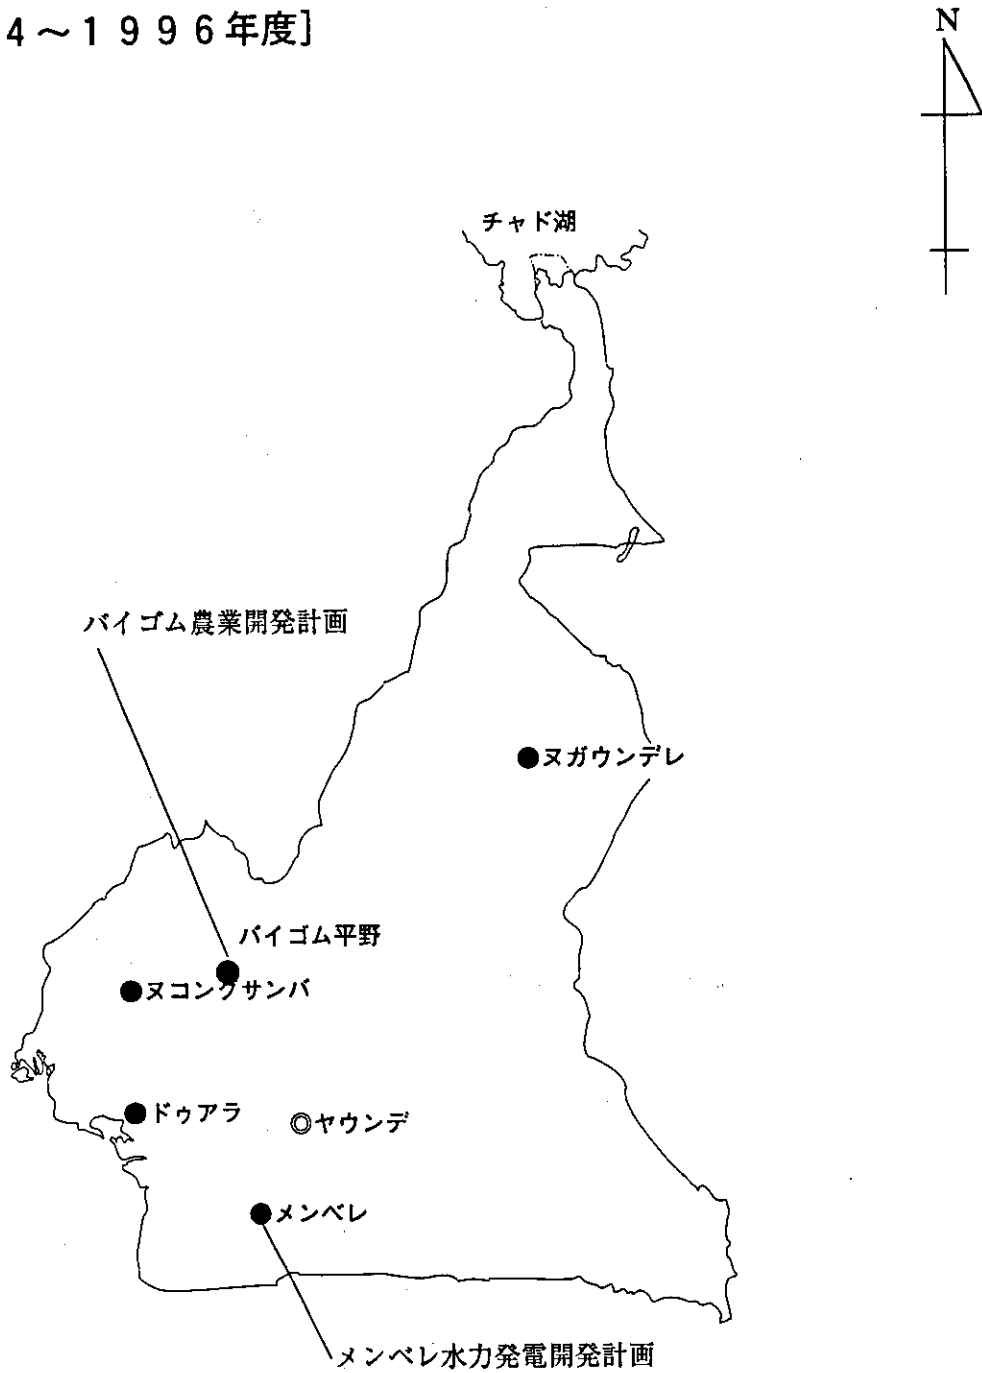 4～1996年度]
N
チャド湖
バイゴム農業開発計画
ヌガウンデレ
バイゴム平野
ヌコングサンバ
ドゥアラ
ヤウンデ
メンベレ
メンベレ水力発電開発計画